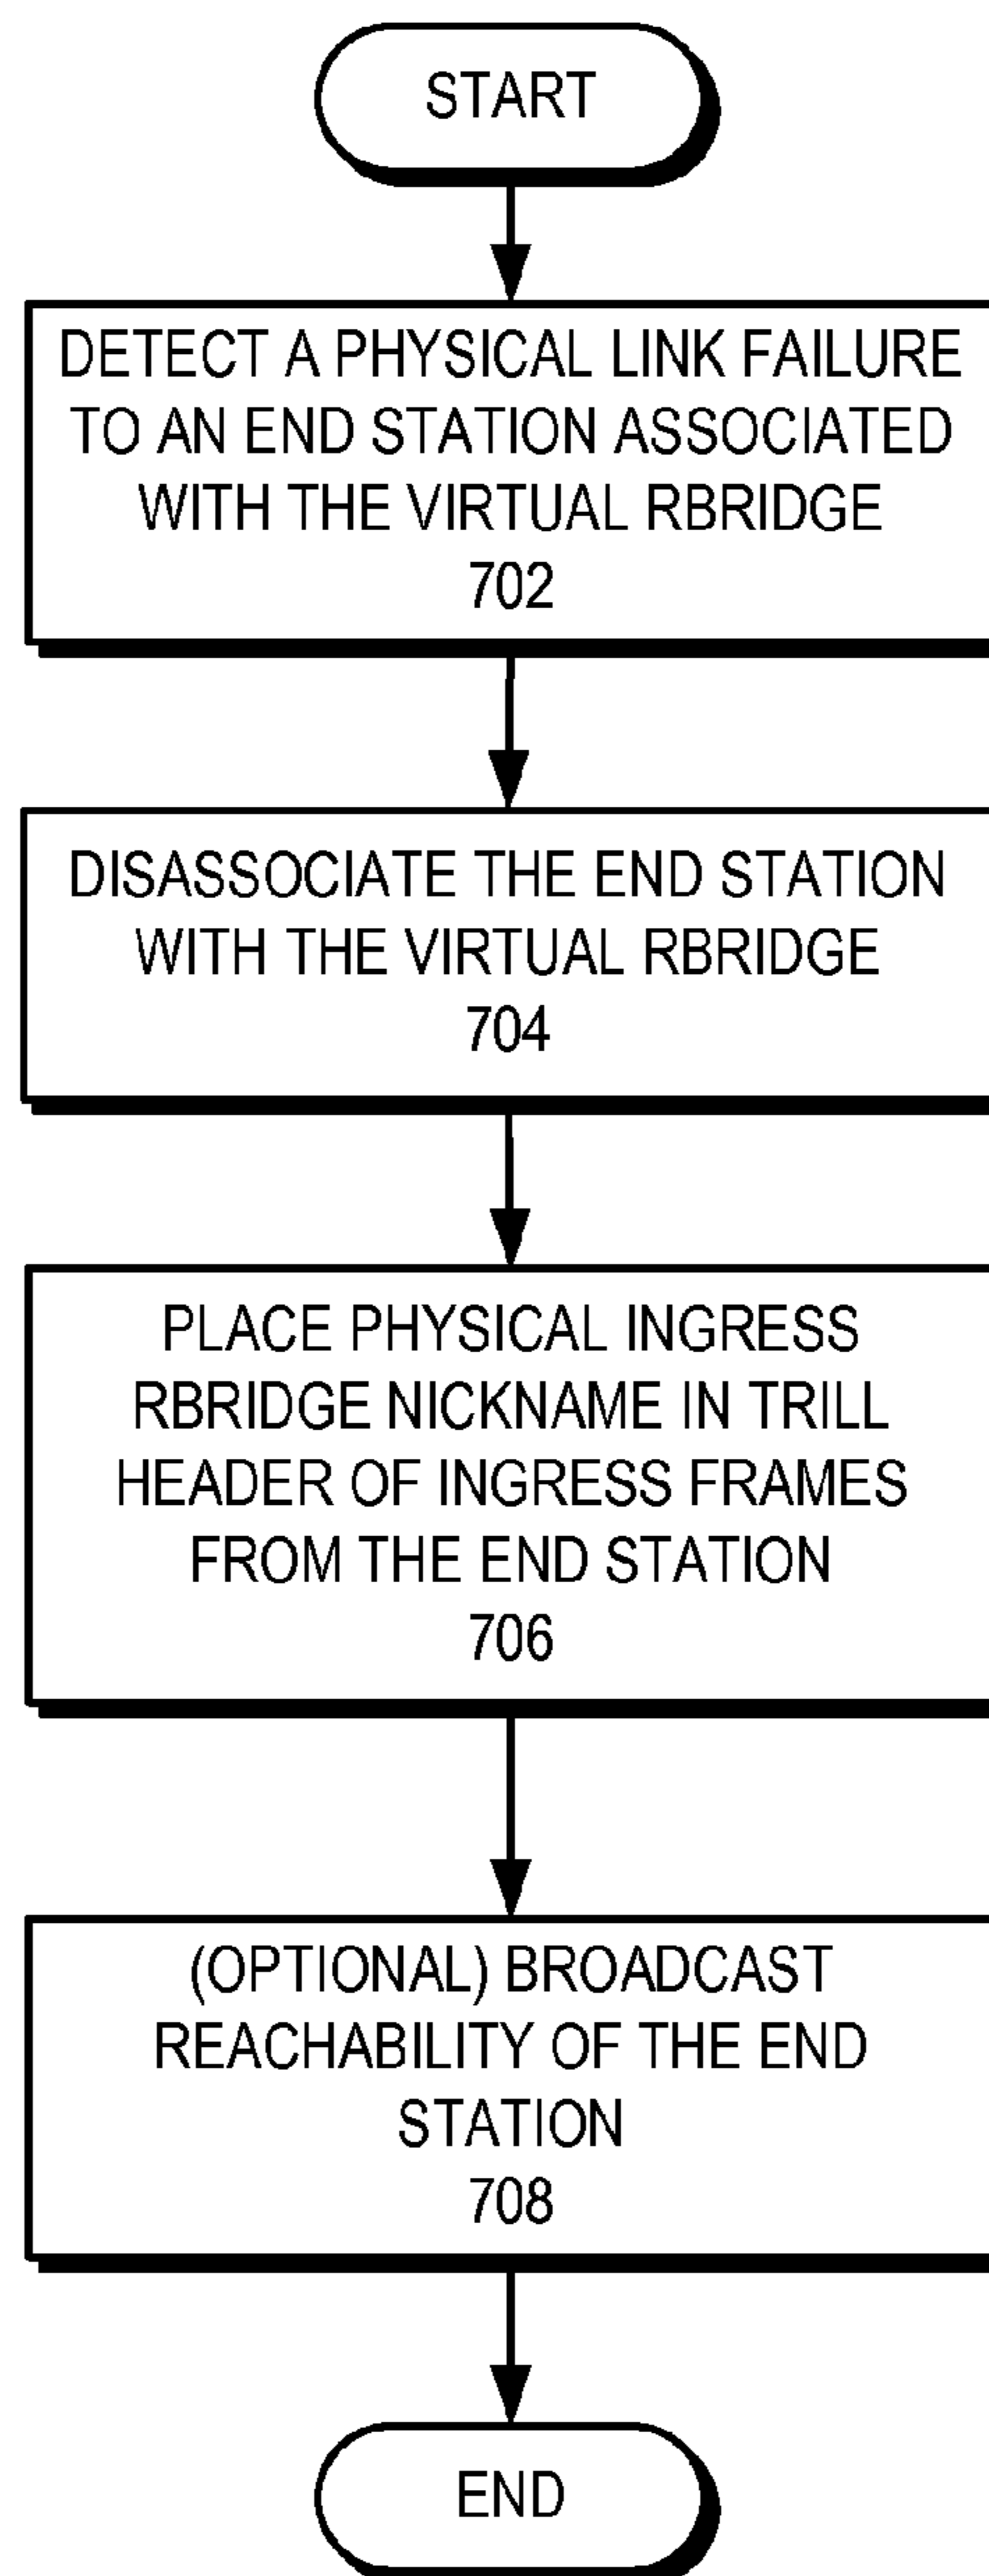 START
DETECT A PHYSICAL LINK FAILURE
TO AN END STATION ASSOCIATED
WITH THE VIRTUAL RBRIDGE
702
DISASSOCIATE THE END STATION
WITH THE VIRTUAL RBRIDGE
704
PLACE PHYSICAL INGRESS
RBRIDGE NICKNAME IN TRILL
HEADER OF INGRESS FRAMES
FROM THE END STATION
706
(OPTIONAL) BROADCAST
REACHABILITY OF THE END
STATION
708
END